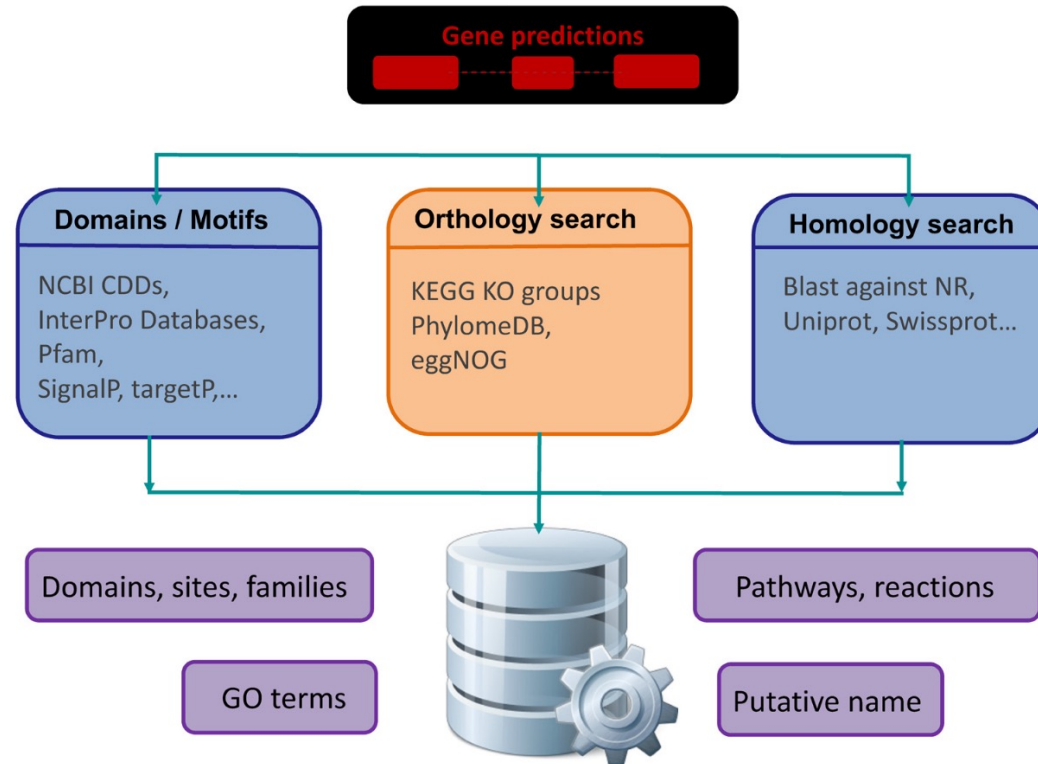 Gene predictions
Domains / Motifs
NCBI CDDs,
InterPro Databases,
Pfam,
SignalP, targetP,...
Orthology search
KEGG KO groups
PhylomeDB,
eggNOG
Homology search
Blast against NR,
Uniprot, Swissprot...
Domains, sites, families
Pathways, reactions
GO terms
Putative name